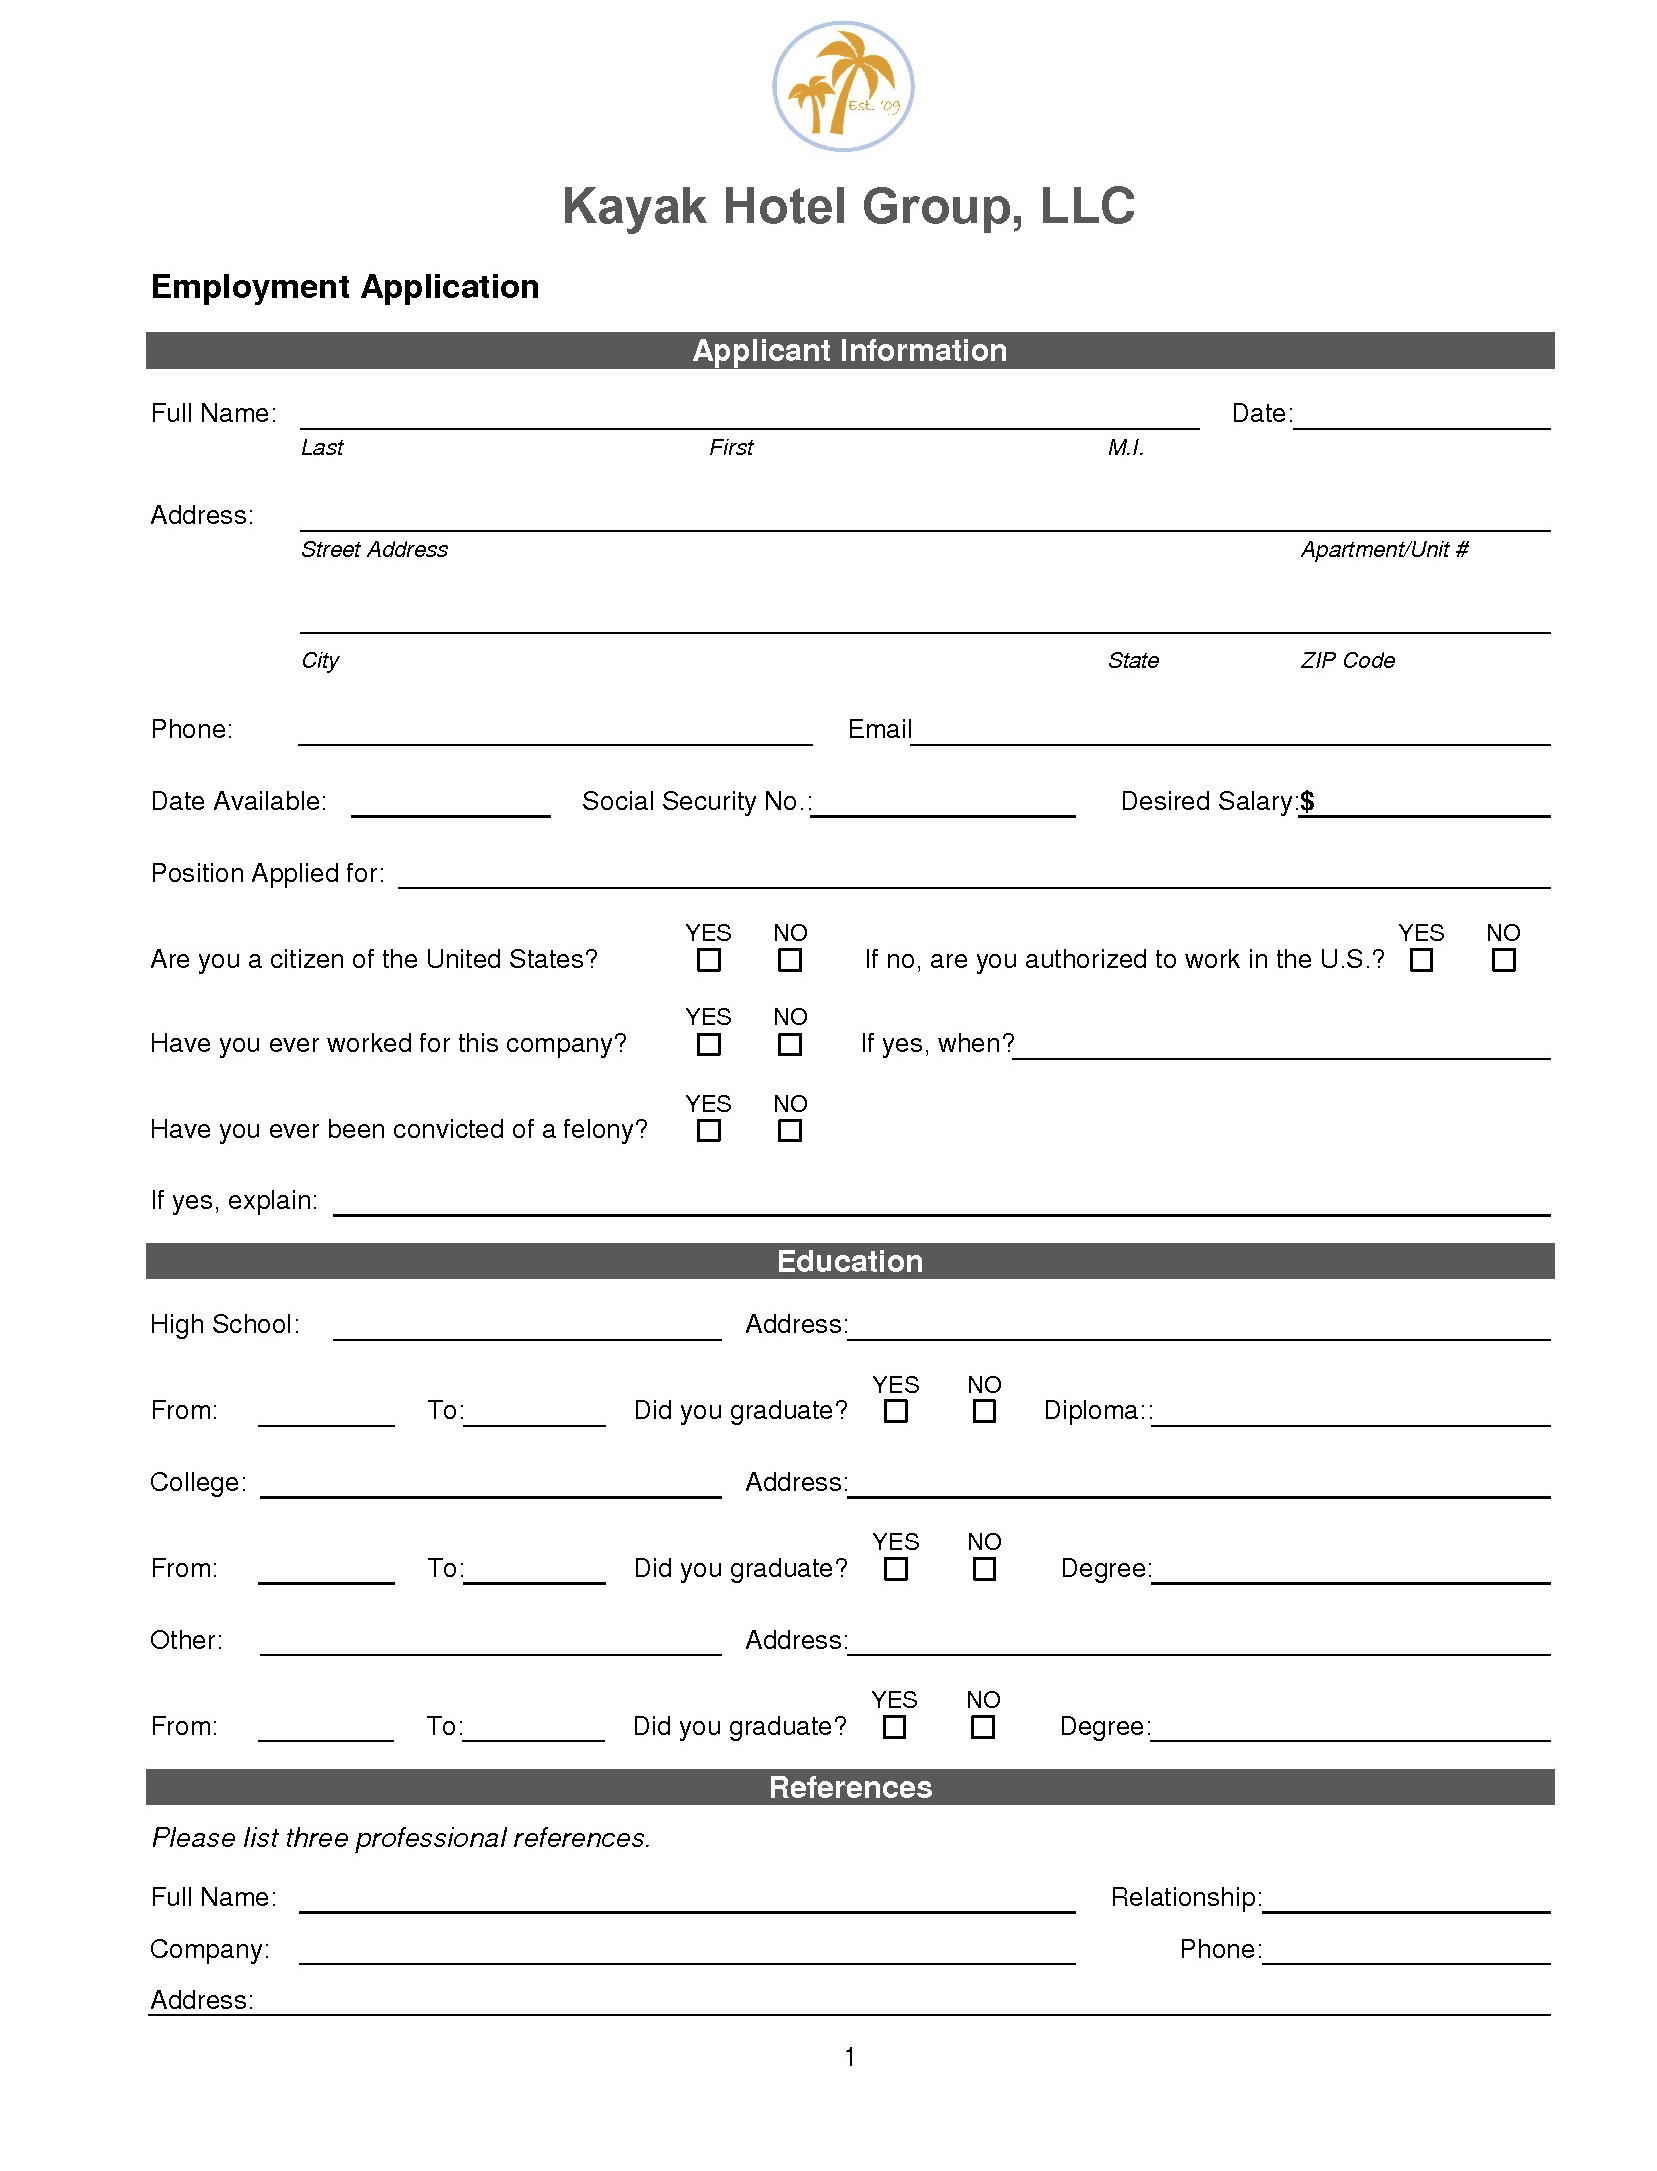 Est. '09
Kayak Hotel Group, LLC
Employment Application
Applicant Information
Full Name: Date:
Last First M.I.
Address:
Street Address Apartment/Unit #
City State ZIP Code
Phone: Email
Date Available: Social Security No.: Desired Salary:$
Position Applied for:
YES NO YES NO
Are you a citizen of the United States? If no, are you authorized to work in the U.S.?
YES NO
Have you ever worked for this company? If yes, when?
YES NO
Have you ever been convicted of a felony?
If yes, explain:
Education
High School: Address:
YES NO
From: To: Did you graduate? Diploma::
College: Address:
YES NO
From: To: Did you graduate? Degree:
Other: Address:
YES NO
From: To: Did you graduate? Degree:
References
Please list three professional references.
Full Name: Relationship:
Company: Phone:
Address:
1